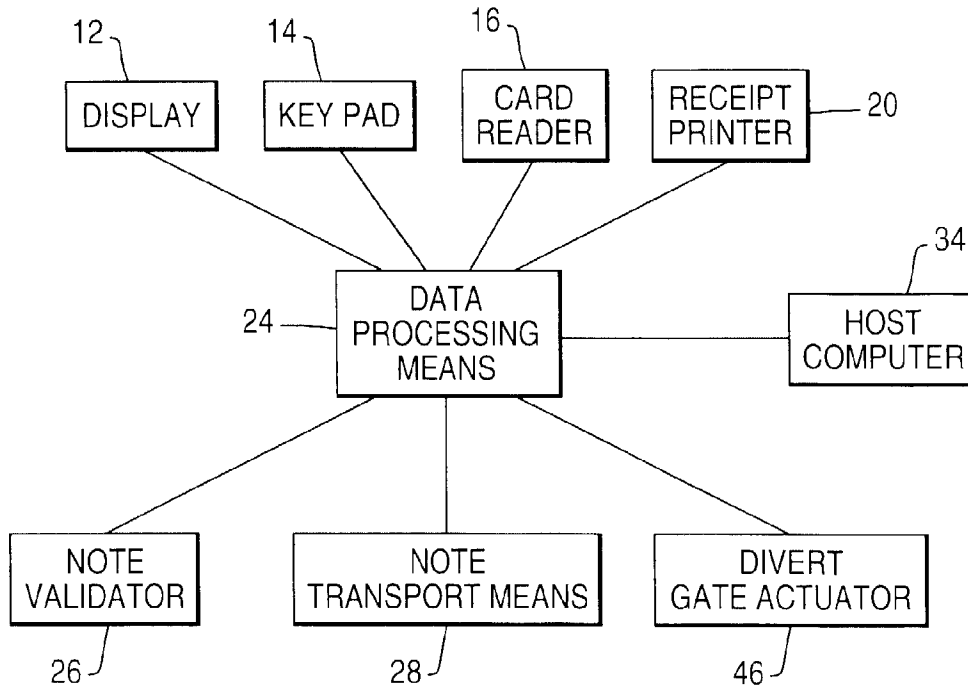 12
14
16
DISPLAY
KEY PAD
CARD
READER
RECEIPT
PRINTER
20
34
24
DATA
PROCESSING
MEANS
HOST
COMPUTER
NOTE
VALIDATOR
NOTE
TRANSPORT MEANS
DIVERT
GATE ACTUATOR
26
28
46